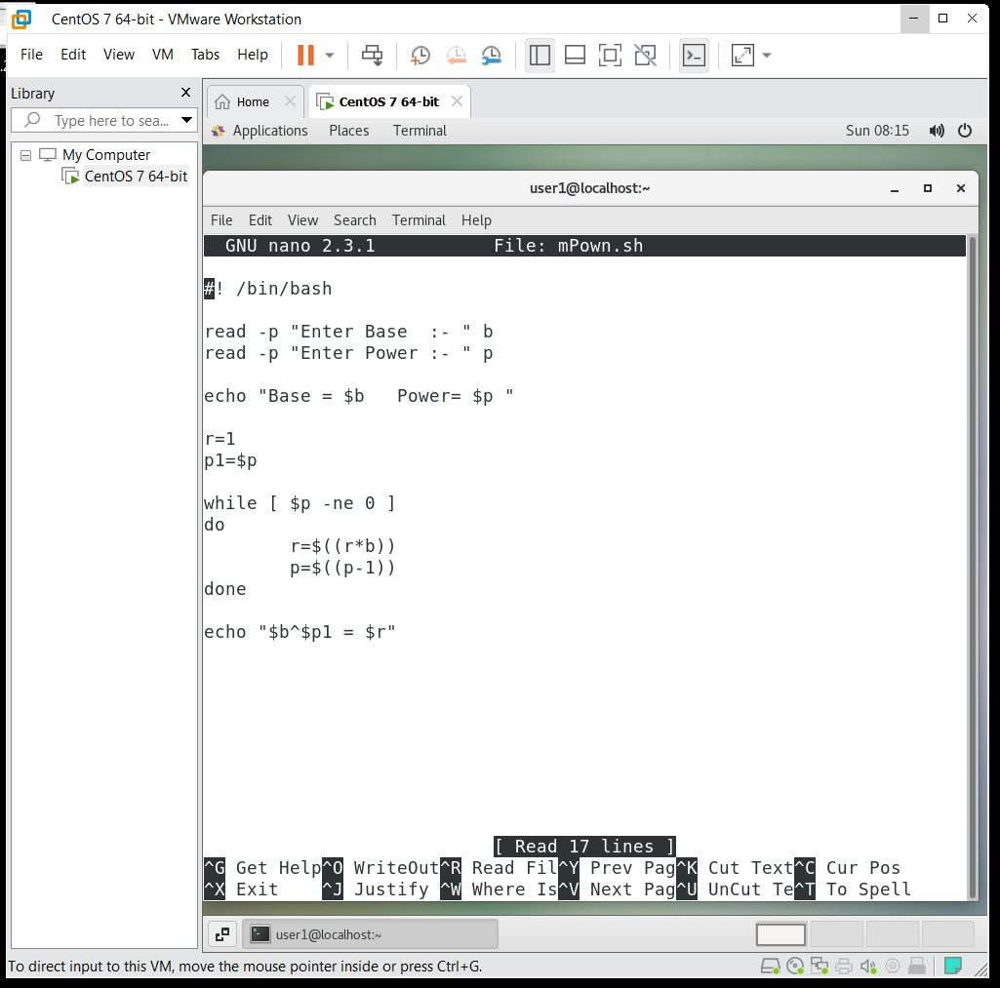 CentOS 7 64-bit - VMware Workstation
File Edit View VM Tabs Help
Library
Type here to sea...
Home
CentOS 7 64-bit
My Computer
CentOS 7 64-bit
Applications Places Terminal Sun 08:15
user1@localhost:~
File Edit View Search Terminal Help
GNU nano 2.3.1 File: mPown.sh
#! /bin/bash
read -p "Enter Base  :- " b
read -p "Enter Power :- " p
echo "Base = $b   Power= $p "
r=1
p1=$p
while [ $p -ne 0 ]
do
        r=$((r*b))
        p=$((p-1))
done
echo "$b^$p1 = $r"
[ Read 17 lines ]
^G Get Help^O WriteOut^R Read Fil^Y Prev Pag^K Cut Text^C Cur Pos
^X Exit ^J Justify ^W Where Is^V Next Pag^U UnCut Te^T To Spell
user1@localhost:~
To direct input to this VM, move the mouse pointer inside or press Ctrl+G.